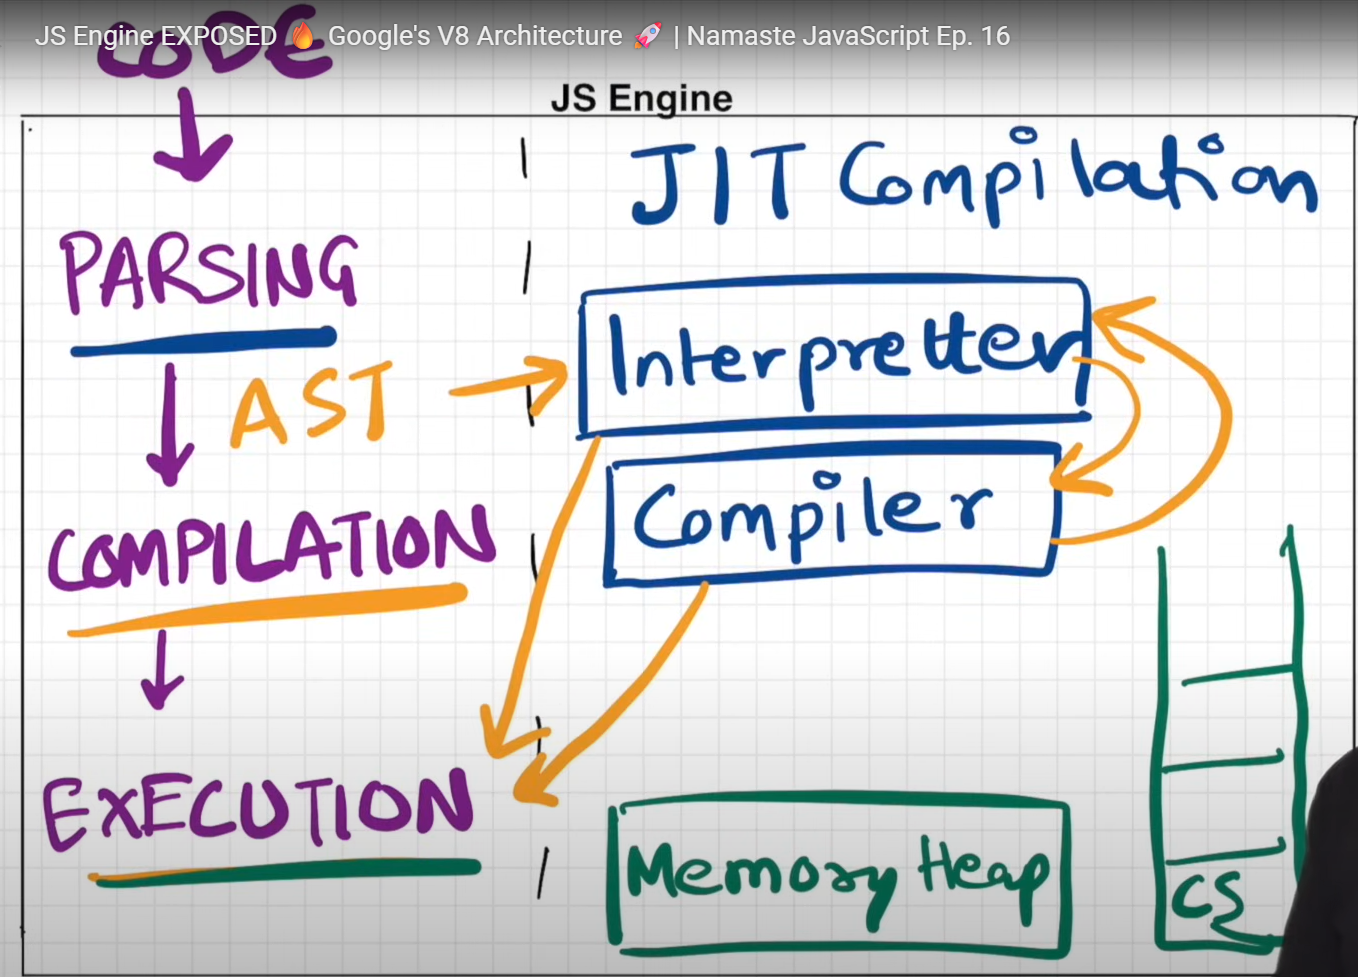 JS Engine EXPOSED 🔥 Google's V8 Architecture 🚀 | Namaste JavaScript Ep. 16
CODE
JS Engine
JIT Compilation
PARSING
AST
Interpretter
Compiler
COMPILATION
EXECUTION
Memory Heap
CS